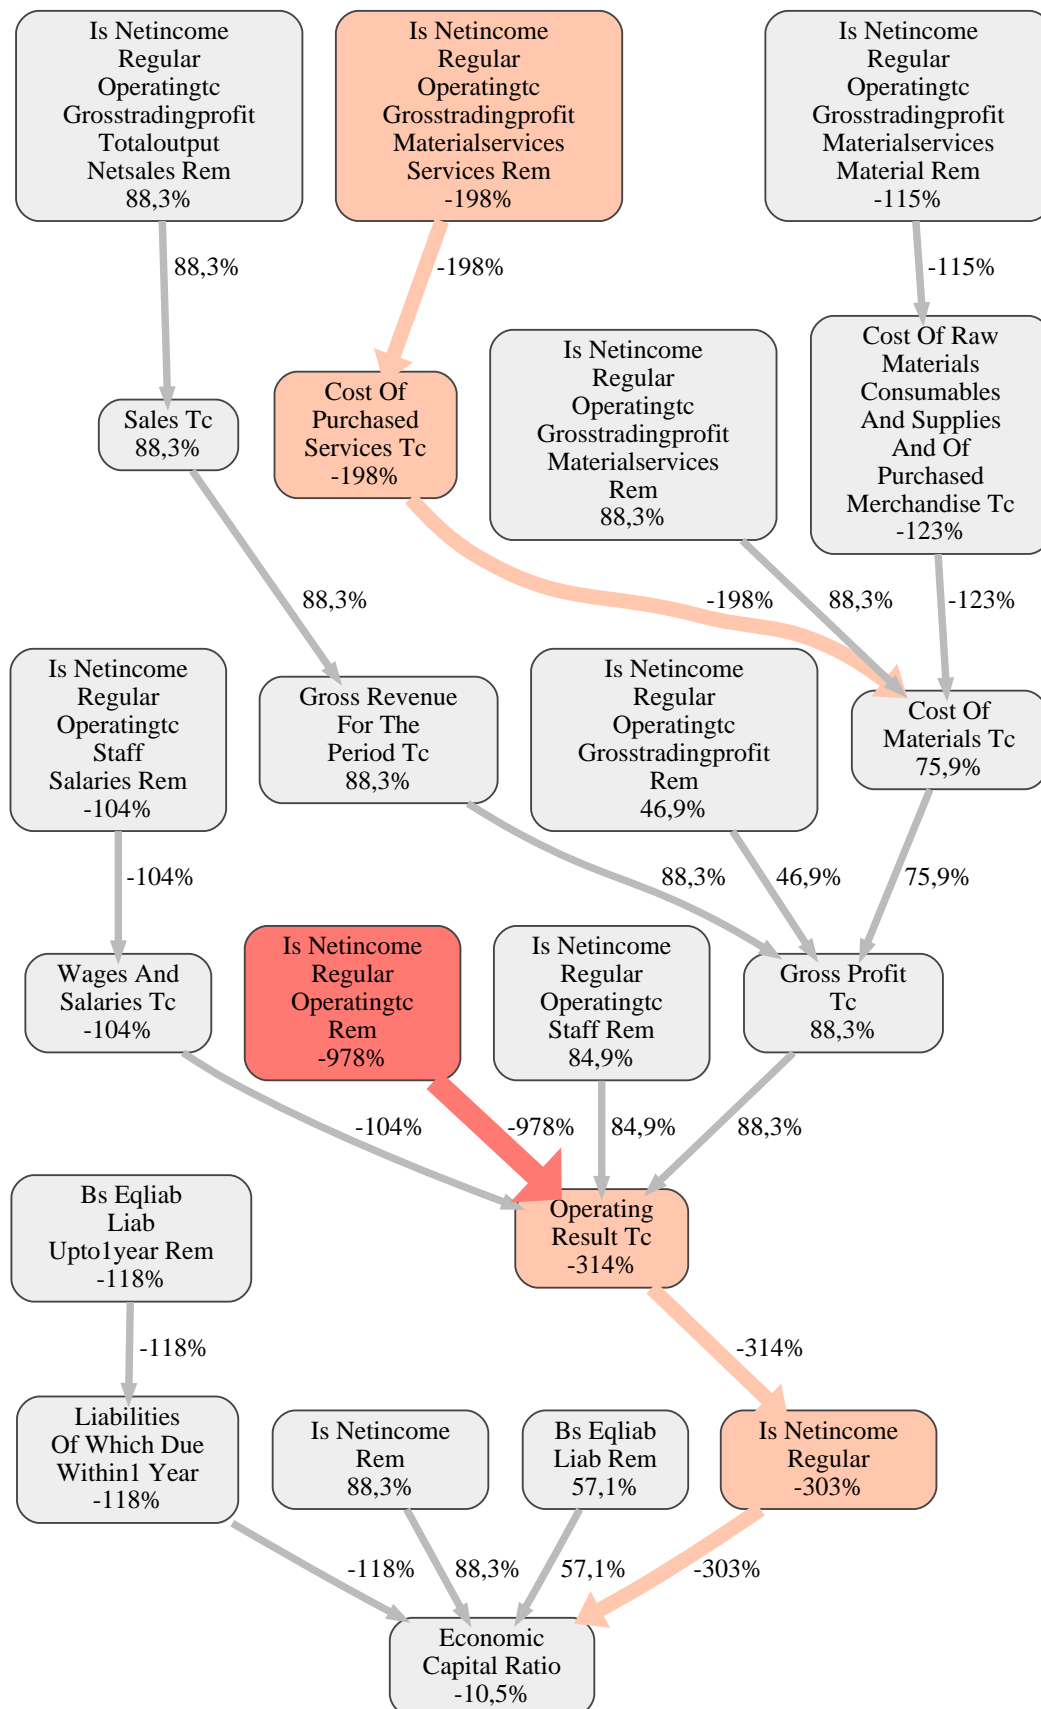 Is Netincome
Regular
Operatingtc
Grosstradingprofit
Totaloutput
Netsales Rem
88,3%
Is Netincome
Regular
Operatingtc
Grosstradingprofit
Materialservices
Services Rem
-198%
Is Netincome
Regular
Operatingtc
Grosstradingprofit
Materialservices
Material Rem
-115%
88,3%
-198%
-115%
Sales Tc
88,3%
Cost Of
Purchased
Services Tc
-198%
Is Netincome
Regular
Operatingtc
Grosstradingprofit
Materialservices
Rem
88,3%
Cost Of Raw
Materials
Consumables
And Supplies
And Of
Purchased
Merchandise Tc
-123%
88,3%
-198%
88,3%
-123%
Is Netincome
Regular
Operatingtc
Staff
Salaries Rem
-104%
Gross Revenue
For The
Period Tc
88,3%
Is Netincome
Regular
Operatingtc
Grosstradingprofit
Rem
46,9%
Cost Of
Materials Tc
75,9%
-104%
88,3%
46,9%
75,9%
Wages And
Salaries Tc
-104%
Is Netincome
Regular
Operatingtc
Rem
-978%
Is Netincome
Regular
Operatingtc
Staff Rem
84,9%
Gross Profit
Tc
88,3%
-104%
-978%
84,9%
88,3%
Bs Eqliab
Liab
Upto1year Rem
-118%
Operating
Result Tc
-314%
-118%
-314%
Liabilities
Of Which Due
Within1 Year
-118%
Is Netincome
Rem
88,3%
Bs Eqliab
Liab Rem
57,1%
Is Netincome
Regular
-303%
-118%
88,3%
57,1%
-303%
Economic
Capital Ratio
-10,5%